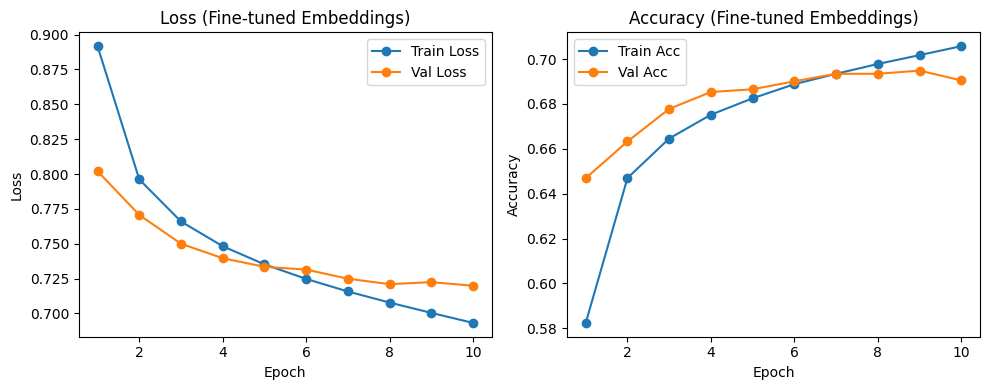 Loss (Fine-tuned Embeddings)
0.900
0.875
0.850
0.825
0.800
0.775
0.750
0.725
0.700
Loss
2 4 6 8 10
Epoch
Train Loss
Val Loss
Accuracy (Fine-tuned Embeddings)
0.70
0.68
0.66
0.64
0.62
0.60
0.58
Accuracy
2 4 6 8 10
Epoch
Train Acc
Val Acc